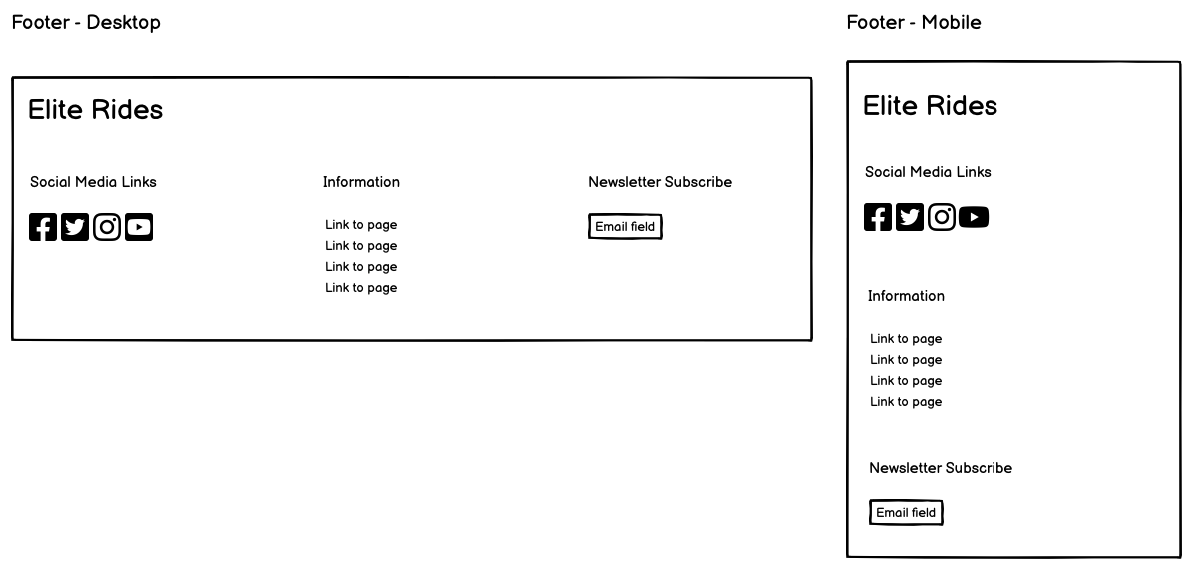 Footer - Desktop
Elite Rides
Social Media Links
Information
Link to page
Link to page
Link to page
Link to page
Newsletter Subscribe
Email field
Footer - Mobile
Elite Rides
Social Media Links
Information
Link to page
Link to page
Link to page
Link to page
Newsletter Subscribe
Email field